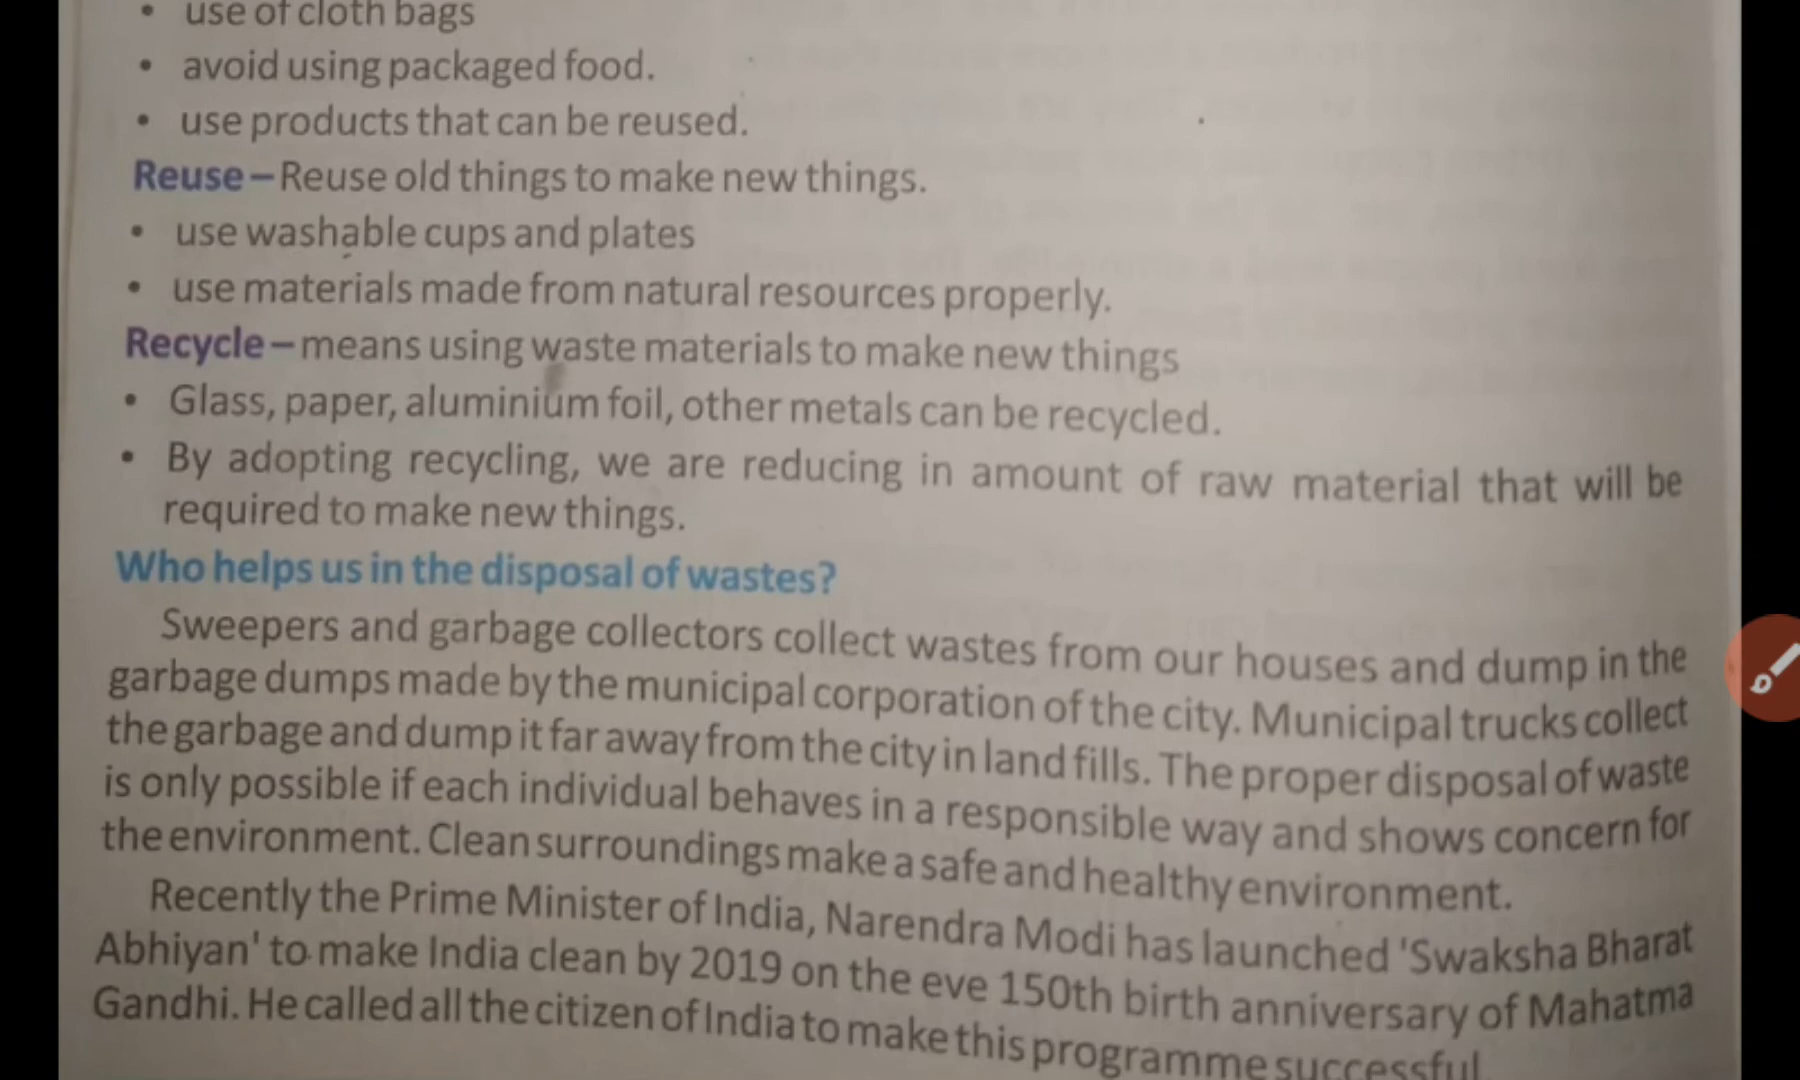 • use of cloth bags
• avoid using packaged food.
• use products that can be reused.
Reuse – Reuse old things to make new things.
• use washable cups and plates
• use materials made from natural resources properly.
Recycle – means using waste materials to make new things
• Glass, paper, aluminium foil, other metals can be recycled.
• By adopting recycling, we are reducing in amount of raw material that will be
required to make new things.
Who helps us in the disposal of wastes?
Sweepers and garbage collectors collect wastes from our houses and dump in the
garbage dumps made by the municipal corporation of the city. Municipal trucks collect
the garbage and dump it far away from the city in land fills. The proper disposal of waste
is only possible if each individual behaves in a responsible way and shows concern for
the environment. Clean surroundings make a safe and healthy environment.
Recently the Prime Minister of India, Narendra Modi has launched 'Swaksha Bharat
Abhiyan' to make India clean by 2019 on the eve 150th birth anniversary of Mahatma
Gandhi. He called all the citizen of India to make this programme successful